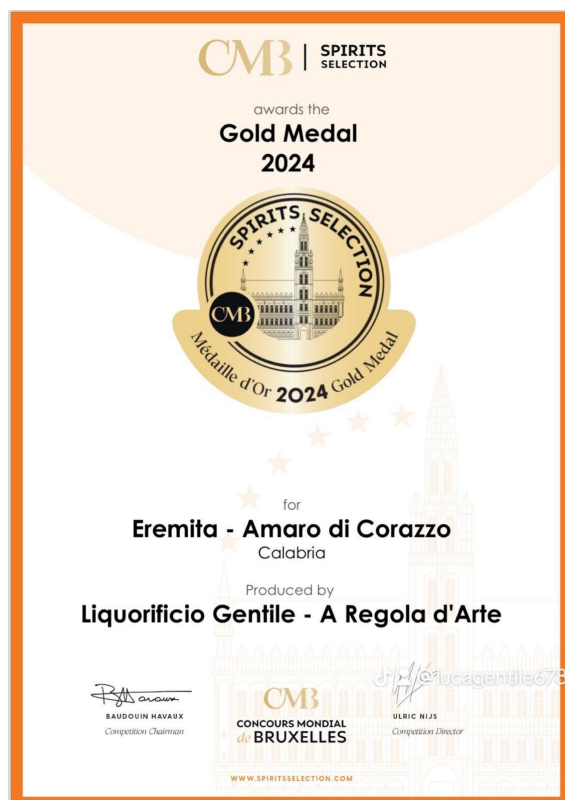 CMB | SPIRITS
SELECTION
awards the
Gold Medal
2024
SPIRITS SELECTION
CMB
Médaille d'Or 2024 Gold Medal
for
Eremita - Amaro di Corazzo
Calabria
Produced by
Liquorificio Gentile - A Regola d'Arte
@lucagentile673
BAUDOUIN HAVAUX
Competition Chairman
CMB
CONCOURS MONDIAL
de BRUXELLES
ULRIC NIJS
Competition Director
WWW.SPIRITSSELECTION.COM